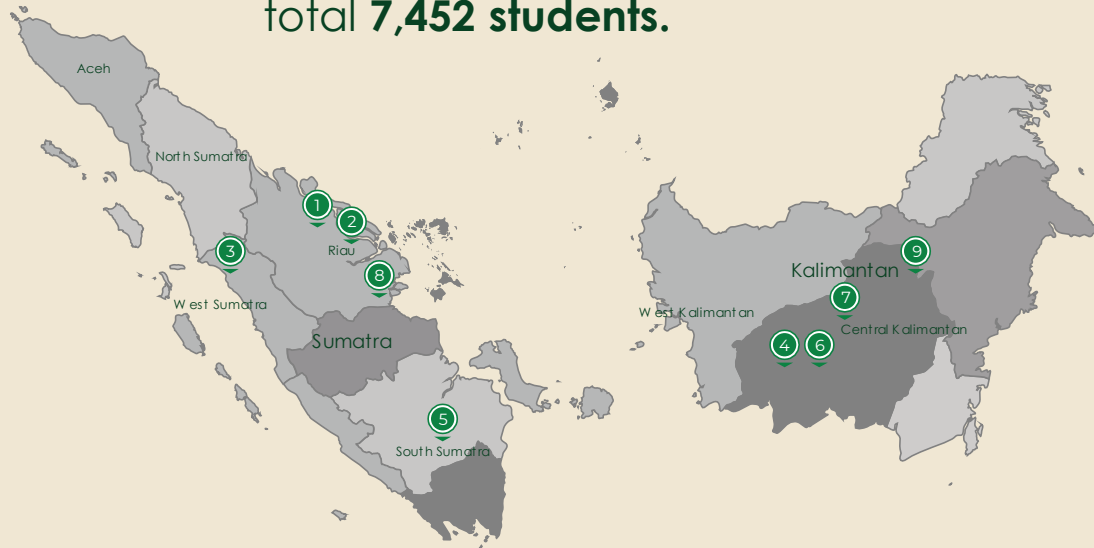 total 7,452 students.
Aceh
North Sumatra
1
2
Riau
3
8
West Sumatra
Sumatra
5
South Sumatra
9
Kalimantan
7
West Kalimantan
Central Kalimantan
4
6